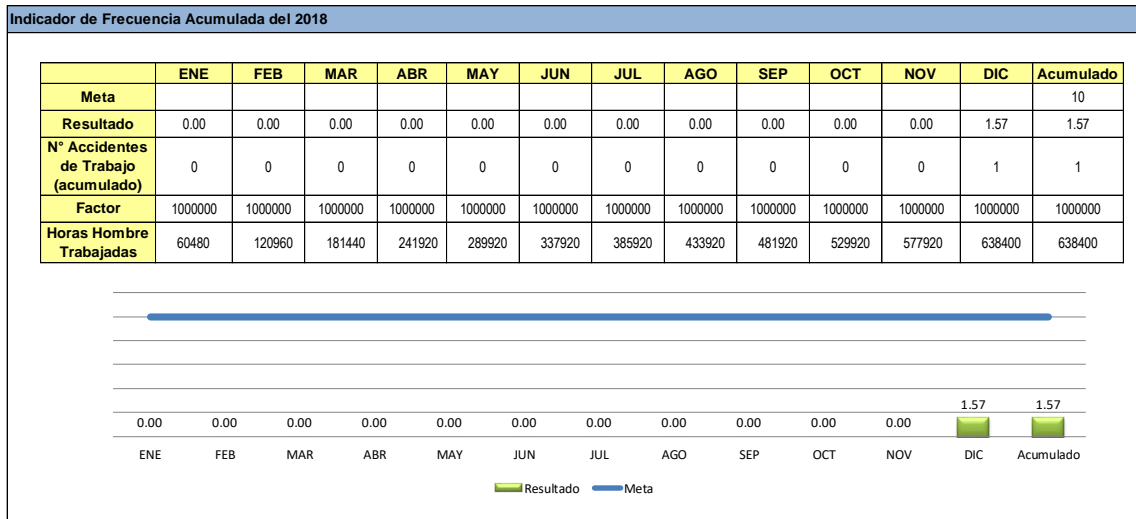 Indicador de Frecuencia Acumulada del 2018
ENE FEB MAR ABR MAY JUN JUL AGO SEP OCT NOV DIC Acumulado
Meta 10
Resultado 0.00 0.00 0.00 0.00 0.00 0.00 0.00 0.00 0.00 0.00 0.00 1.57 1.57
N° Accidentes
de Trabajo 0 0 0 0 0 0 0 0 0 0 0 1 1
(acumulado)
Factor 1000000 1000000 1000000 1000000 1000000 1000000 1000000 1000000 1000000 1000000 1000000 1000000 1000000
Horas Hombre
Trabajadas 60480 120960 181440 241920 289920 337920 385920 433920 481920 529920 577920 638400 638400
1.57 1.57
0.00 0.00 0.00 0.00 0.00 0.00 0.00 0.00 0.00 0.00 0.00
ENE FEB MAR ABR MAY JUN JUL AGO SEP OCT NOV DIC Acumulado
Resultado Meta